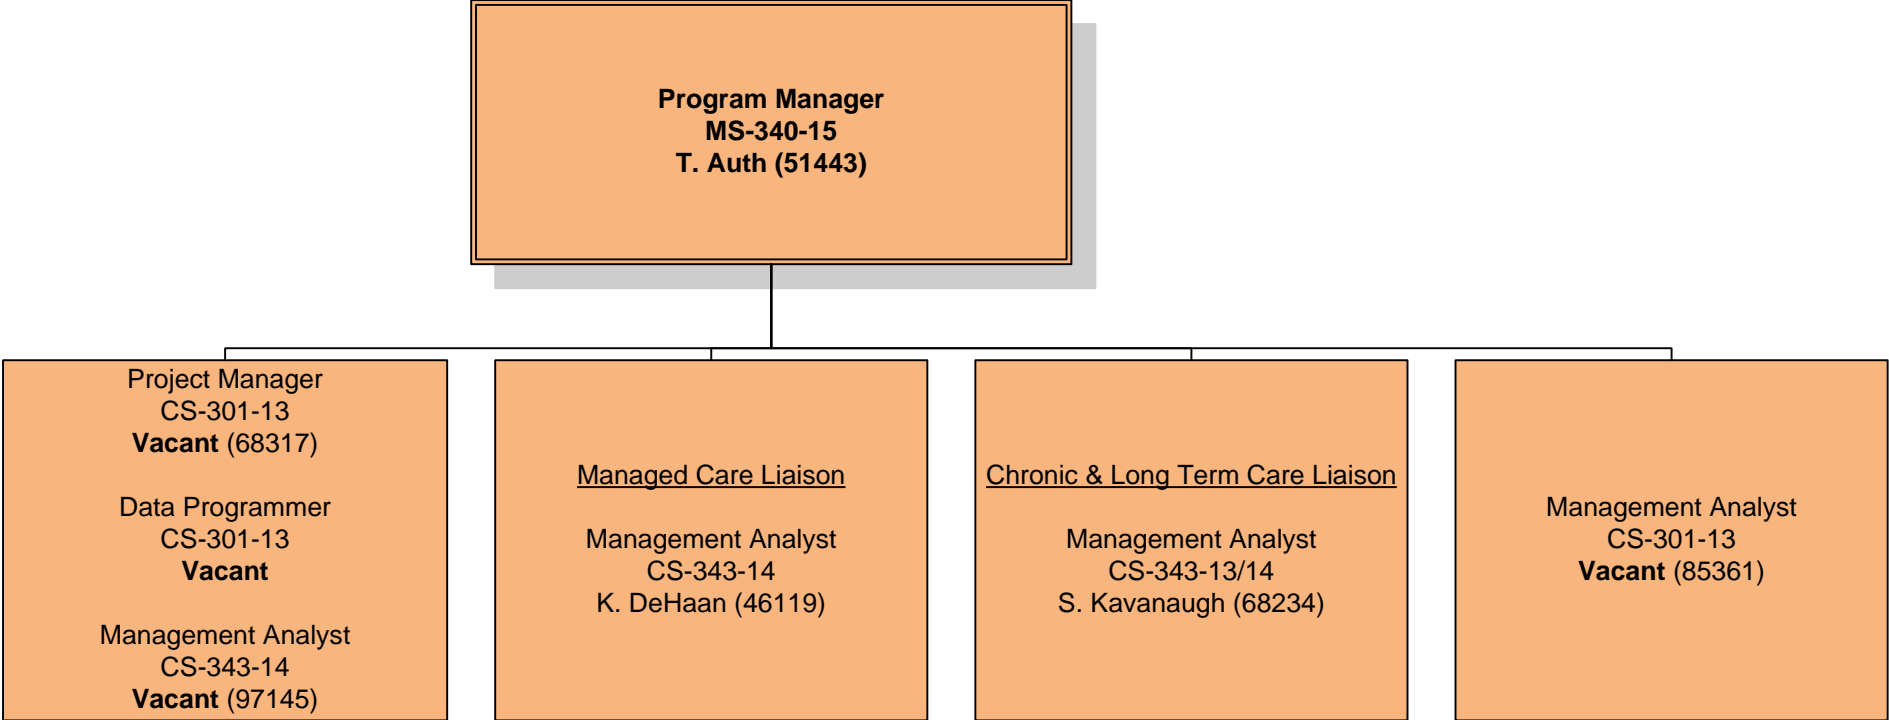 Program Manager
MS-340-15
T. Auth (51443)
Project Manager
CS-301-13
Vacant (68317)
Data Programmer
CS-301-13
Vacant
Management Analyst
CS-343-14
Vacant (97145)
Managed Care Liaison
Management Analyst
CS-343-14
K. DeHaan (46119)
Chronic & Long Term Care Liaison
Management Analyst
CS-343-13/14
S. Kavanaugh (68234)
Management Analyst
CS-301-13
Vacant (85361)